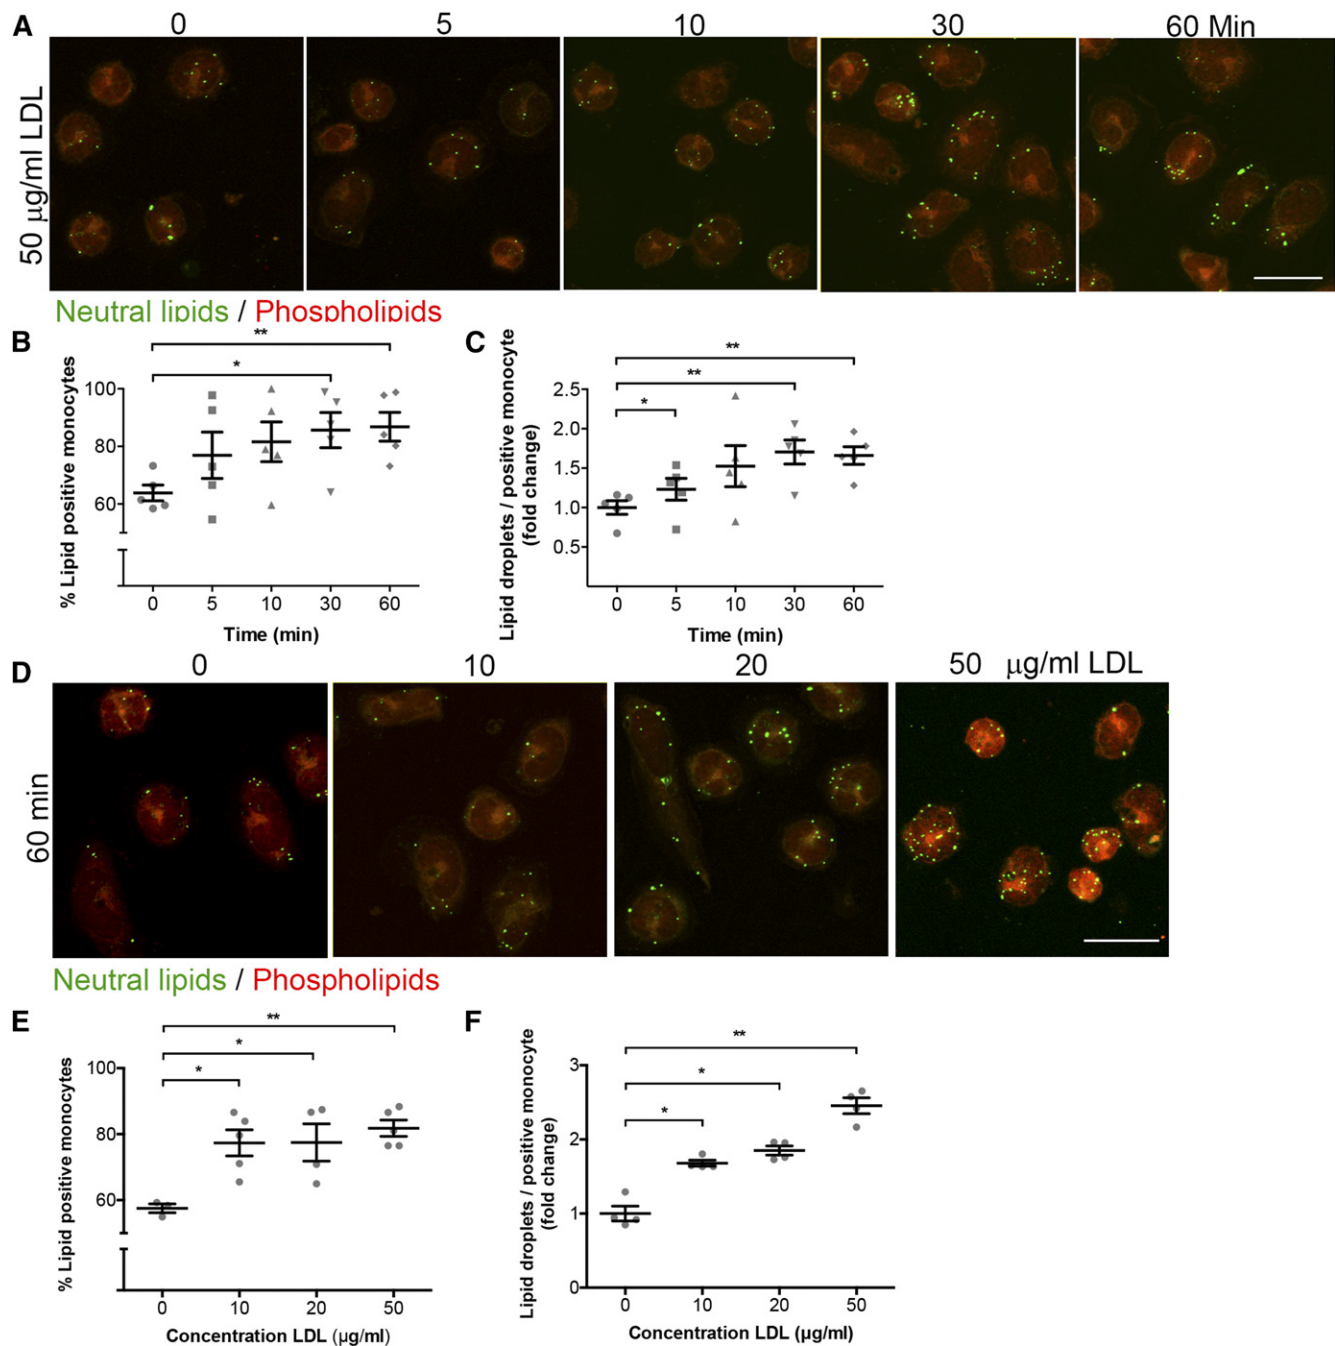 A
0 5 10 30 60 Min
50 µg/ml LDL
Neutral lipids / Phospholipids
B
% Lipid positive monocytes
**
*
100
80
60
0 5 10 30 60
Time (min)
C
Lipid droplets / positive monocyte
(fold change)
**
**
*
2.5
2.0
1.5
1.0
0.5
0 5 10 30 60
Time (min)
D
0 10 20 50 µg/ml LDL
60 min
Neutral lipids / Phospholipids
E
% Lipid positive monocytes
**
*
*
100
80
60
0 10 20 50
Concentration LDL (µg/ml)
F
Lipid droplets / positive monocyte
(fold change)
**
*
*
3
2
1
0
0 10 20 50
Concentration LDL (µg/ml)